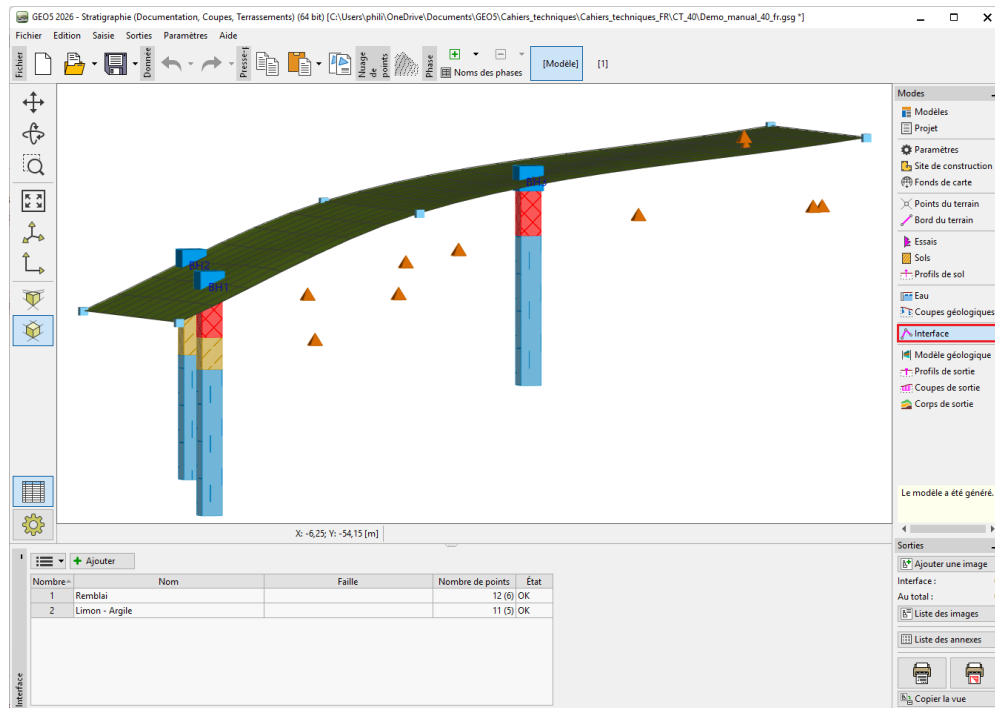 GEO5 2026 - Stratigraphie (Documentation, Coupes, Terrassements) (64 bit) [C:\Users\phili\OneDrive\Documents\GEO5\Cahiers_techniques\Cahiers_techniques_FR\CT_40\Demo_manual_40_fr.gsg *]
Fichier Edition Saisie Sorties Paramètres Aide
Fichier
Donnée
Presse-p
Nuage de points
Phase
Noms des phases
[Modèle] [1]
Modes
Modèles
Projet
Paramètres
Site de construction
Fonds de carte
Points du terrain
Bord du terrain
Essais
Sols
Profils de sol
Eau
Coupes géologiques
Interface
Modèle géologique
Profils de sortie
Coupes de sortie
Corps de sortie
BH3
BH2
BH1
Le modèle a été généré.
X: -6,25; Y: -54,15 [m]
Sorties
Ajouter une image
Interface :
Au total :
Liste des images
Liste des annexes
Copier la vue
Interface
Ajouter
Nombre Nom Faille Nombre de points État
1 Remblai 12 (6) OK
2 Limon - Argile 11 (5) OK